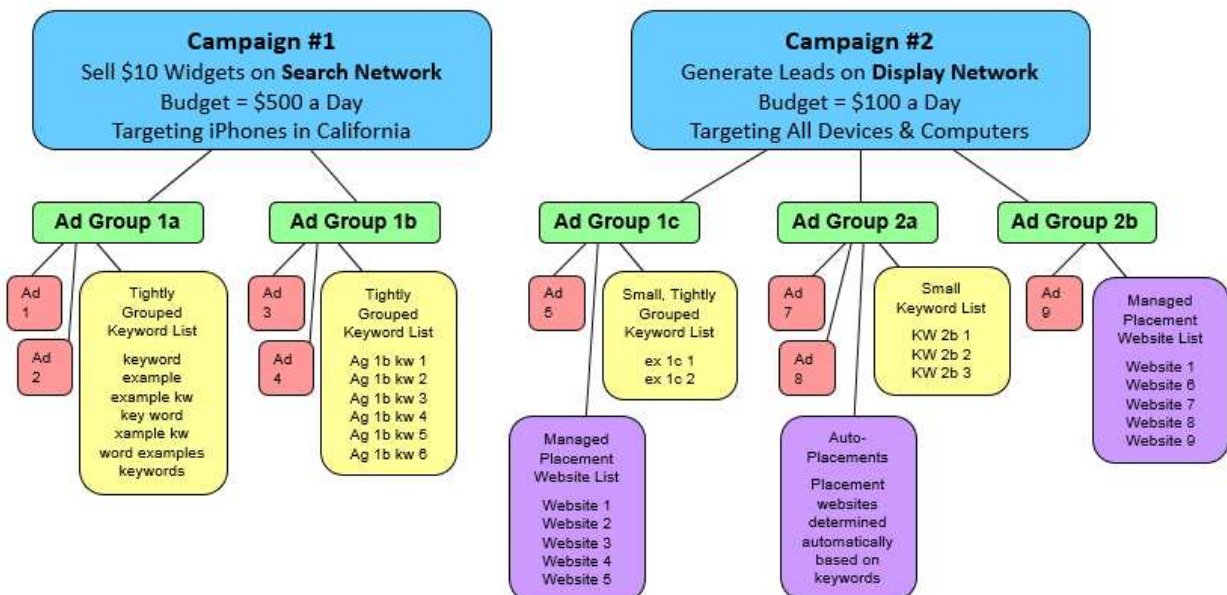 Campaign #1
Sell $10 Widgets on Search Network
Budget = $500 a Day
Targeting iPhones in California
Campaign #2
Generate Leads on Display Network
Budget = $100 a Day
Targeting All Devices & Computers
Ad Group 1a
Ad Group 1b
Ad Group 1c
Ad Group 2a
Ad Group 2b
Ad
1
Ad
2
Tightly
Grouped
Keyword List
keyword
example
example kw
key word
xample kw
word examples
keywords
Ad
3
Ad
4
Tightly
Grouped
Keyword List
Ag 1b kw 1
Ag 1b kw 2
Ag 1b kw 3
Ag 1b kw 4
Ag 1b kw 5
Ag 1b kw 6
Ad
5
Small, Tightly
Grouped
Keyword List
ex 1c 1
ex 1c 2
Managed
Placement
Website List
Website 1
Website 2
Website 3
Website 4
Website 5
Ad
7
Ad
8
Small
Keyword List
KW 2b 1
KW 2b 2
KW 2b 3
Auto-
Placements
Placement
websites
determined
automatically
based on
keywords
Ad
9
Managed
Placement
Website List
Website 1
Website 6
Website 7
Website 8
Website 9